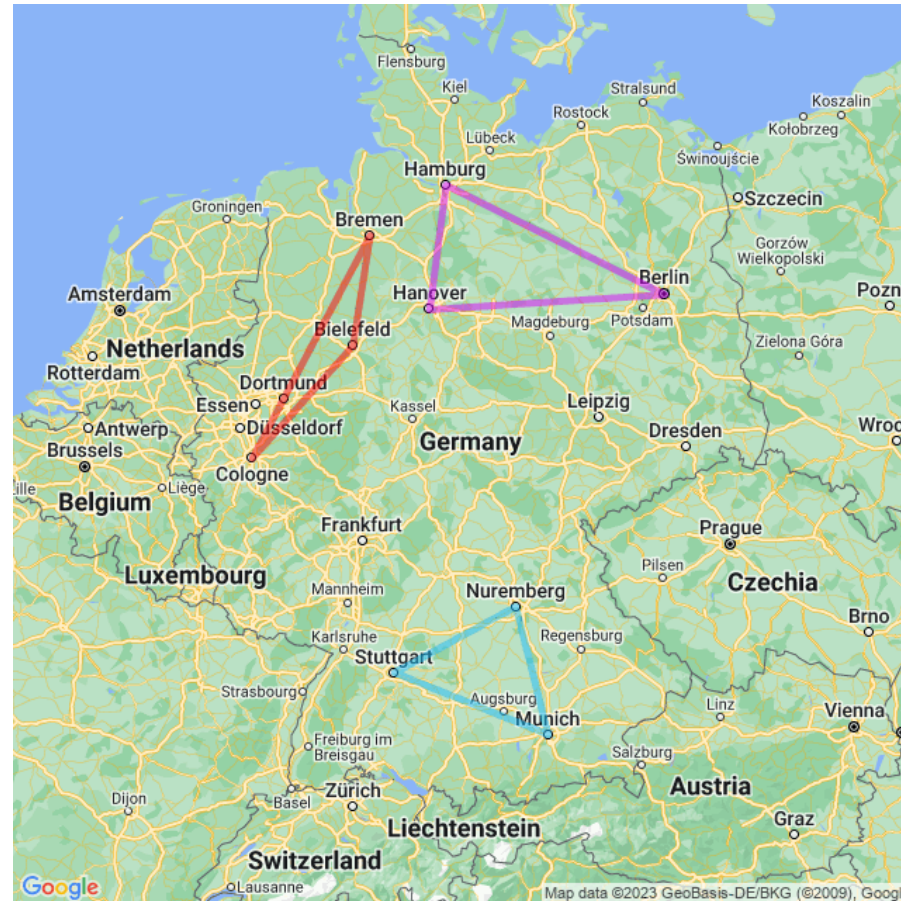 Flensburg
Kiel
Stralsund
Koszalin
Rostock
Kołobrzeg
Lübeck
Świnoujście
Hamburg
Szczecin
Groningen
Bremen
Gorzów
Wielkopolski
Berlin
Amsterdam
Hanover
Pozn
Potsdam
Magdeburg
Bielefeld
Netherlands
Zielona Góra
Rotterdam
Dortmund
Essen
Kassel
Leipzig
Antwerp
Düsseldorf
Wroc
Dresden
Germany
Brussels
Cologne
Lille
Liège
Belgium
Frankfurt
Prague
Pilsen
Luxembourg
Czechia
Mannheim
Nuremberg
Brno
Karlsruhe
Regensburg
Stuttgart
Strasbourg
Augsburg
Linz
Munich
Vienna
Freiburg im
Breisgau
Salzburg
Austria
Zürich
Basel
Dijon
Graz
Liechtenstein
Switzerland
Google
Lausanne
Map data ©2023 GeoBasis-DE/BKG (©2009), Googl